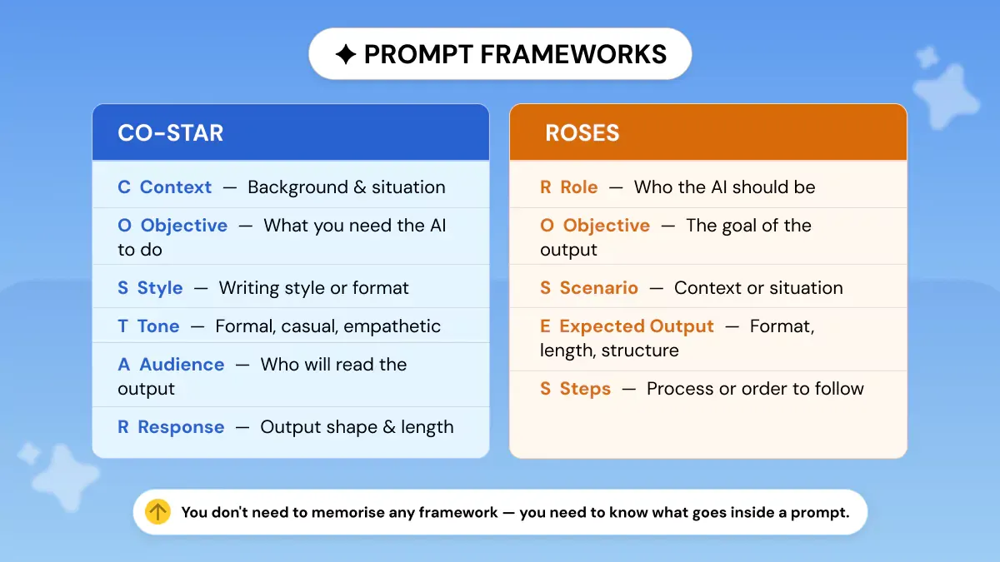 ✦ PROMPT FRAMEWORKS
CO-STAR
C Context — Background & situation
O Objective — What you need the AI
to do
S Style — Writing style or format
T Tone — Formal, casual, empathetic
A Audience — Who will read the
output
R Response — Output shape & length
ROSES
R Role — Who the AI should be
O Objective — The goal of the
output
S Scenario — Context or situation
E Expected Output — Format,
length, structure
S Steps — Process or order to follow
You don't need to memorise any framework — you need to know what goes inside a prompt.